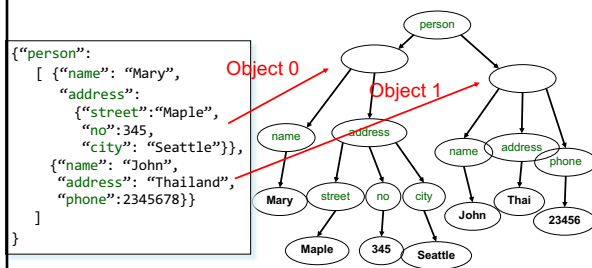 {“person”:
[ {“name”: “Mary”,
“address”:
{“street”:“Maple”,
“no”:345,
“city”: “Seattle”}},
{“name”: “John”,
“address”: “Thailand”,
“phone”:2345678}}
]
}
Object 0
Object 1
person
name
address
name
address
phone
Mary
street
no
city
John
Thai
23456
Maple
345
Seattle